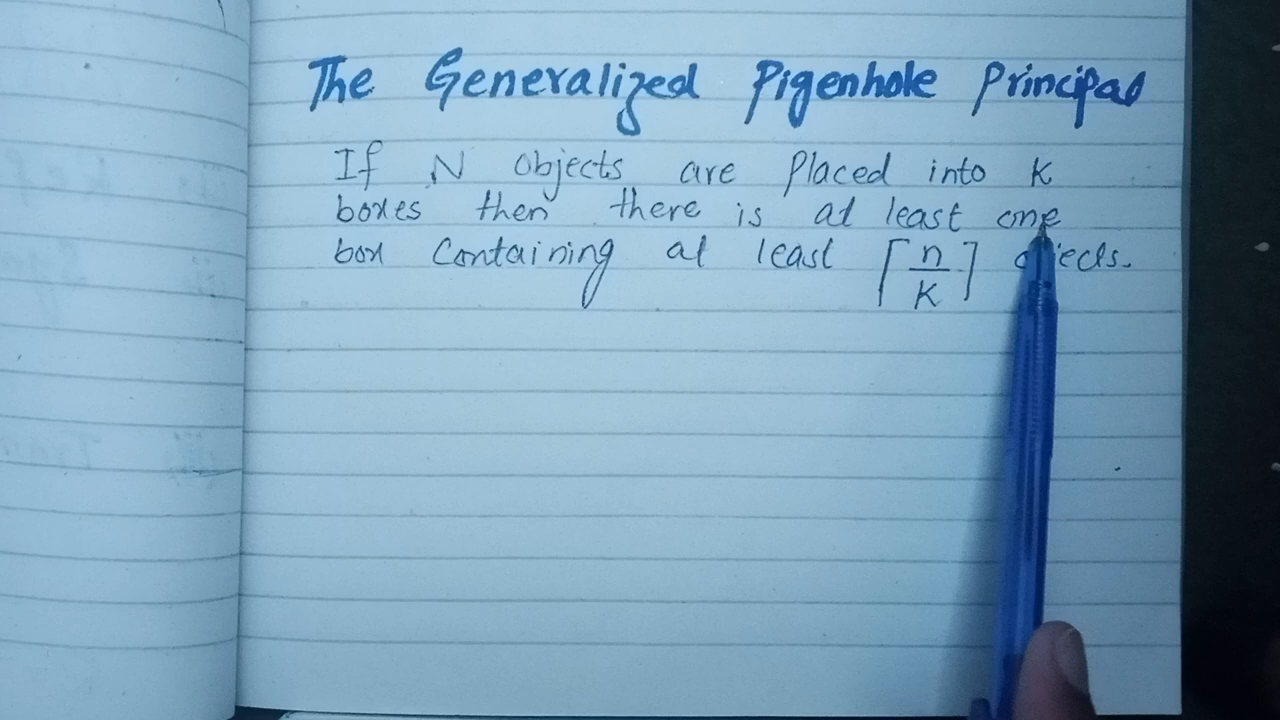 The Generalized Pigenhole Principal
If N objects are Placed into K
boxes then there is at least one
box Containing at least ⌈n/K⌉ objects.